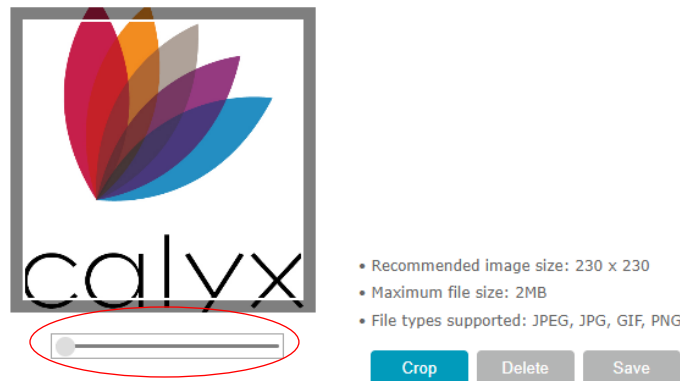 calyx
• Recommended image size: 230 x 230
• Maximum file size: 2MB
• File types supported: JPEG, JPG, GIF, PNG
Crop Delete Save